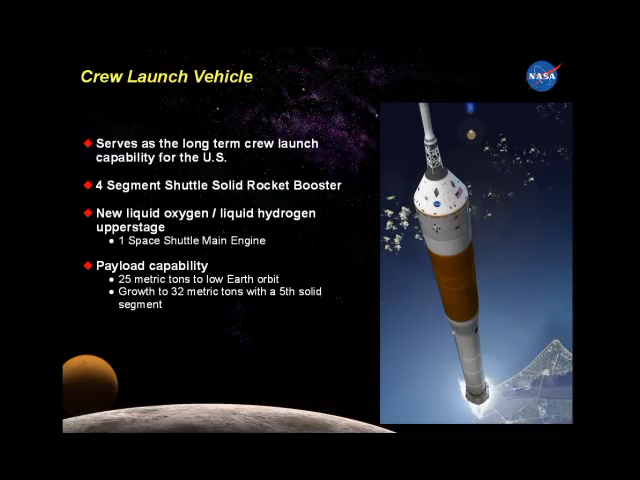 Crew Launch Vehicle
NASA
◆ Serves as the long term crew launch
capability for the U.S.
◆ 4 Segment Shuttle Solid Rocket Booster
◆ New liquid oxygen / liquid hydrogen
upperstage
● 1 Space Shuttle Main Engine
◆ Payload capability
● 25 metric tons to low Earth orbit
● Growth to 32 metric tons with a 5th solid
segment